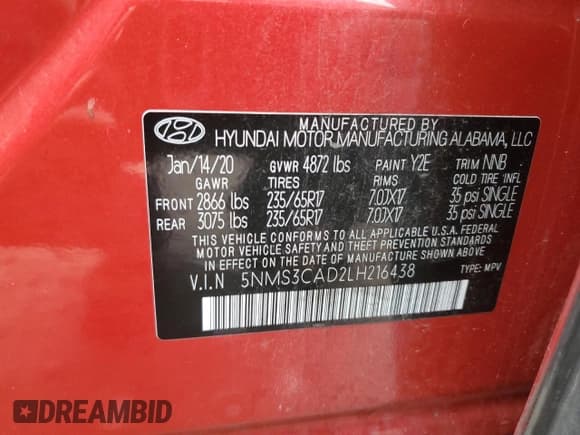 MANUFACTURED BY
HYUNDAI MOTOR MANUFACTURING ALABAMA, LLC
Jan/14/20 GVWR 4872 lbs PAINT Y2E TRIM NNB
GAWR TIRES RIMS COLD TIRE INFL
FRONT 2866 lbs 235/65R17 7.0JX17 35 psi SINGLE
REAR 3075 lbs 235/65R17 7.0JX17 35 psi SINGLE
THIS VEHICLE CONFORMS TO ALL APPLICABLE U.S.A. FEDERAL
MOTOR VEHICLE SAFETY, BUMPER, AND THEFT PREVENTION
STANDARDS IN EFFECT ON THE DATE OF MANUFACTURE SHOWN ABOVE.
V.I.N 5NMS3CAD2LH216438 TYPE: MPV
DREAMBID